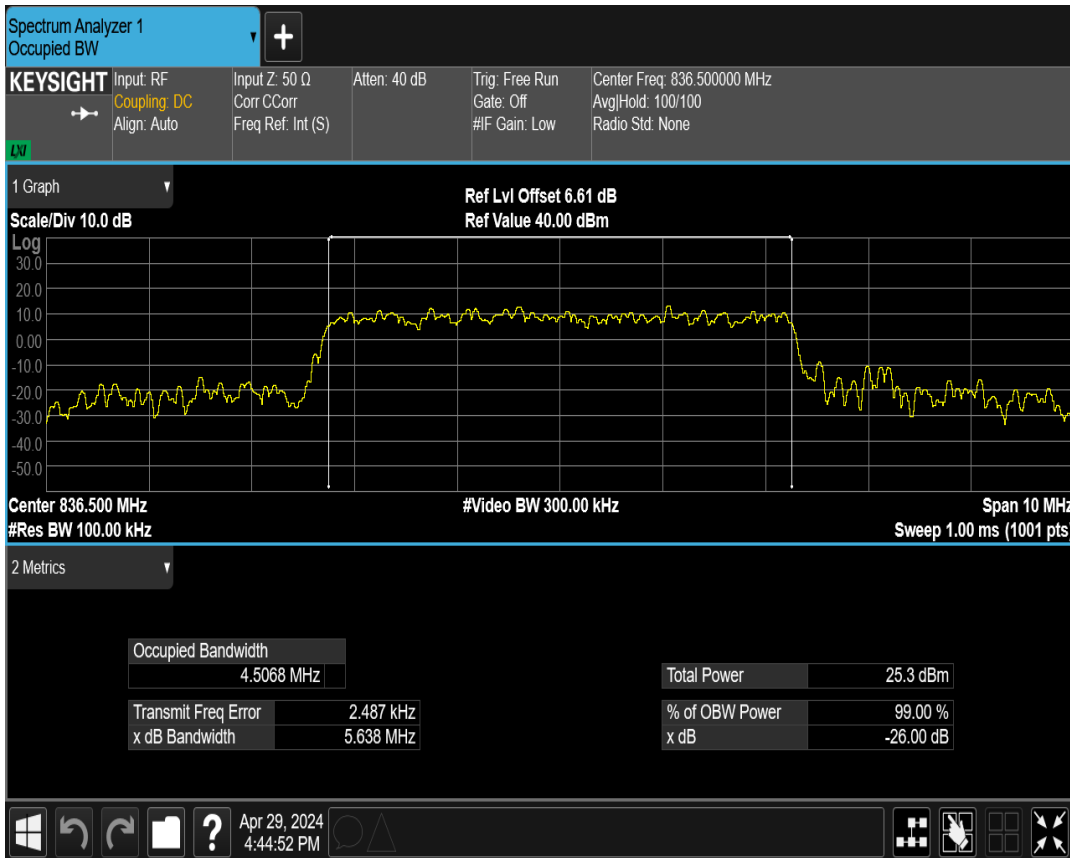 Spectrum Analyzer 1
Occupied BW
KEYSIGHT
LXI
Input: RF
Coupling: DC
Align: Auto
Input Z: 50 Ω
Corr CCorr
Freq Ref: Int (S)
Atten: 40 dB
Trig: Free Run
Gate: Off
#IF Gain: Low
Center Freq: 836.500000 MHz
Avg|Hold: 100/100
Radio Std: None
1 Graph
Scale/Div 10.0 dB
Ref Lvl Offset 6.61 dB
Ref Value 40.00 dBm
Log
30.0
20.0
10.0
0.00
-10.0
-20.0
-30.0
-40.0
-50.0
Center 836.500 MHz
#Video BW 300.00 kHz
Span 10 MHz
#Res BW 100.00 kHz
Sweep 1.00 ms (1001 pts)
2 Metrics
Occupied Bandwidth
4.5068 MHz
Transmit Freq Error 2.487 kHz
x dB Bandwidth 5.638 MHz
Total Power 25.3 dBm
% of OBW Power 99.00 %
x dB -26.00 dB
Apr 29, 2024
4:44:52 PM